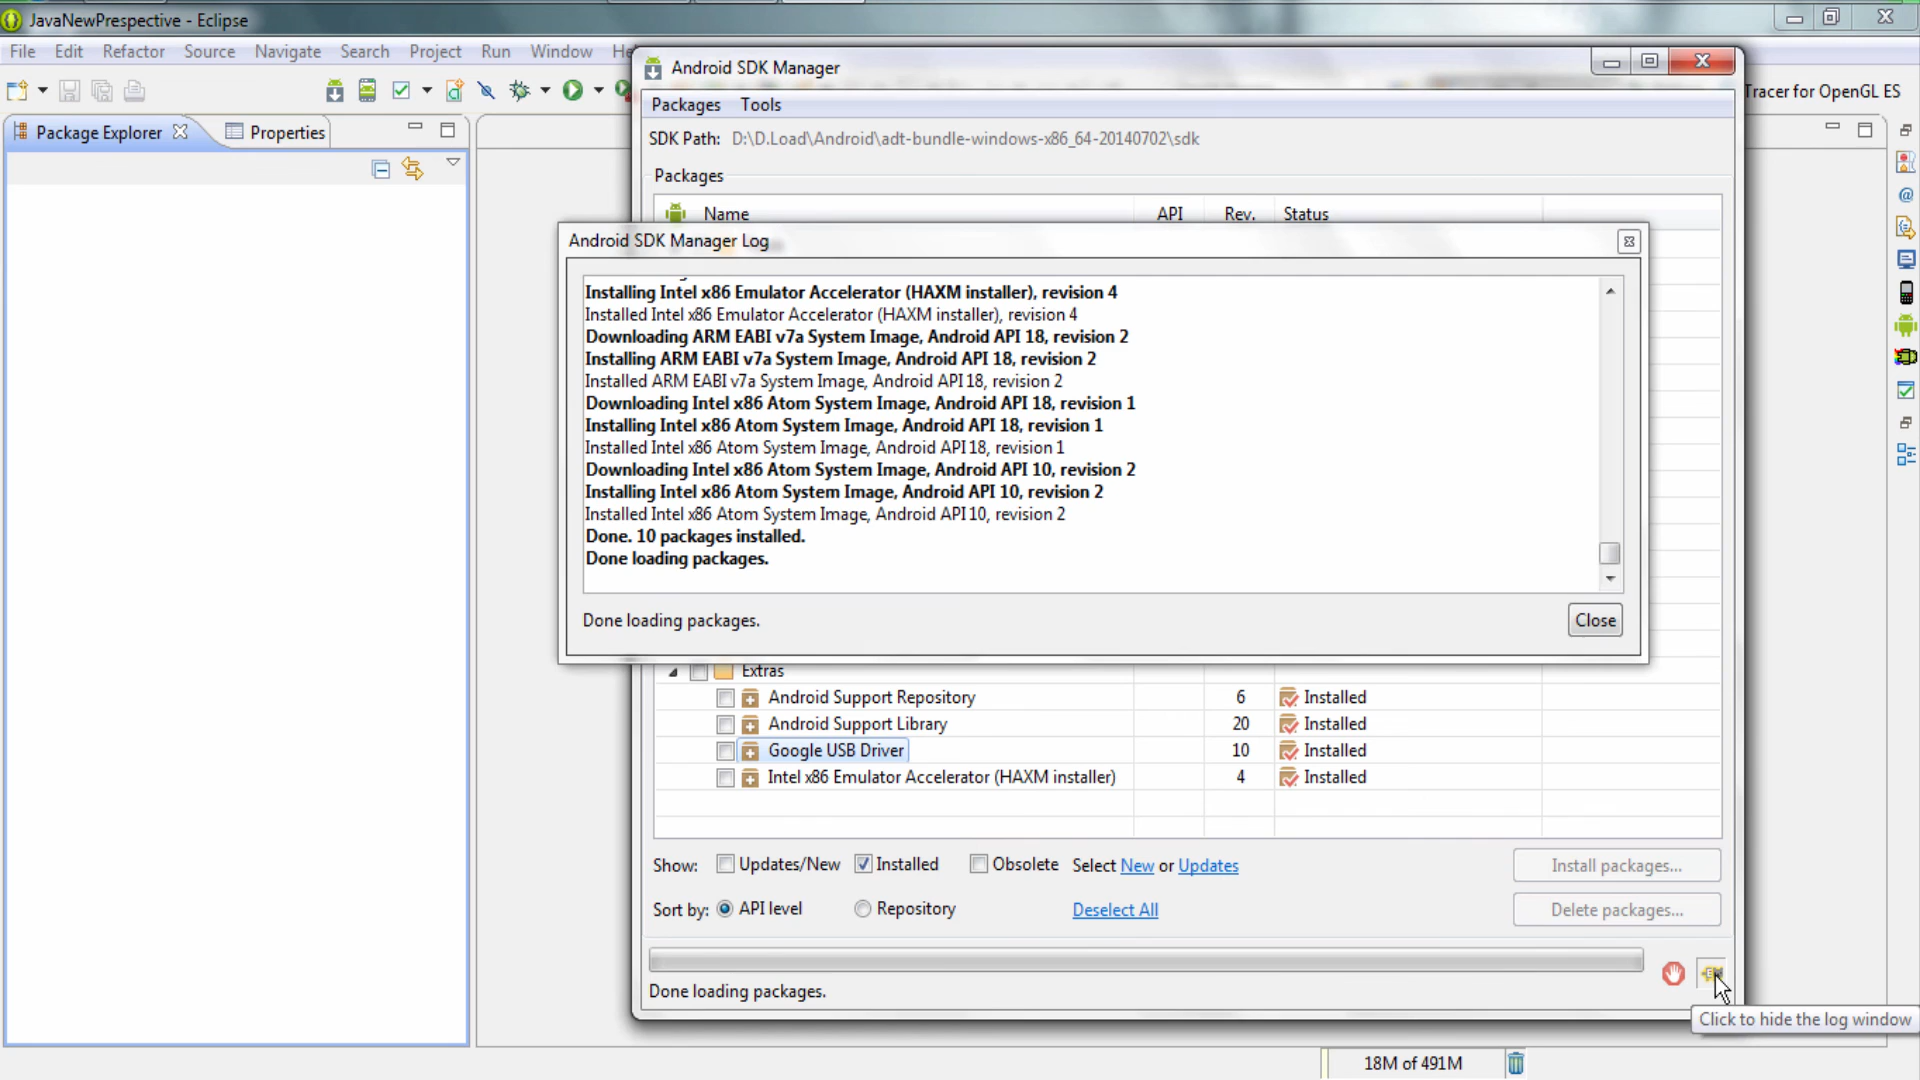 JavaNewPrespective - Eclipse
File Edit Refactor Source Navigate Search Project Run Window
Android SDK Manager
Tracer for OpenGL ES
Packages Tools
Package Explorer Properties
SDK Path: D:\D.Load\Android\adt-bundle-windows-x86_64-20140702\sdk
Packages
Name API Rev. Status
Android SDK Manager Log
Installing Intel x86 Emulator Accelerator (HAXM installer), revision 4
Installed Intel x86 Emulator Accelerator (HAXM installer), revision 4
Downloading ARM EABI v7a System Image, Android API 18, revision 2
Installing ARM EABI v7a System Image, Android API 18, revision 2
Installed ARM EABI v7a System Image, Android API 18, revision 2
Downloading Intel x86 Atom System Image, Android API 18, revision 1
Installing Intel x86 Atom System Image, Android API 18, revision 1
Installed Intel x86 Atom System Image, Android API 18, revision 1
Downloading Intel x86 Atom System Image, Android API 10, revision 2
Installing Intel x86 Atom System Image, Android API 10, revision 2
Installed Intel x86 Atom System Image, Android API 10, revision 2
Done. 10 packages installed.
Done loading packages.
Done loading packages. Close
Extras
Android Support Repository 6 Installed
Android Support Library 20 Installed
Google USB Driver 10 Installed
Intel x86 Emulator Accelerator (HAXM installer) 4 Installed
Show: Updates/New Installed Obsolete Select New or Updates Install packages...
Sort by: API level Repository Deselect All Delete packages...
Done loading packages.
Click to hide the log window
18M of 491M